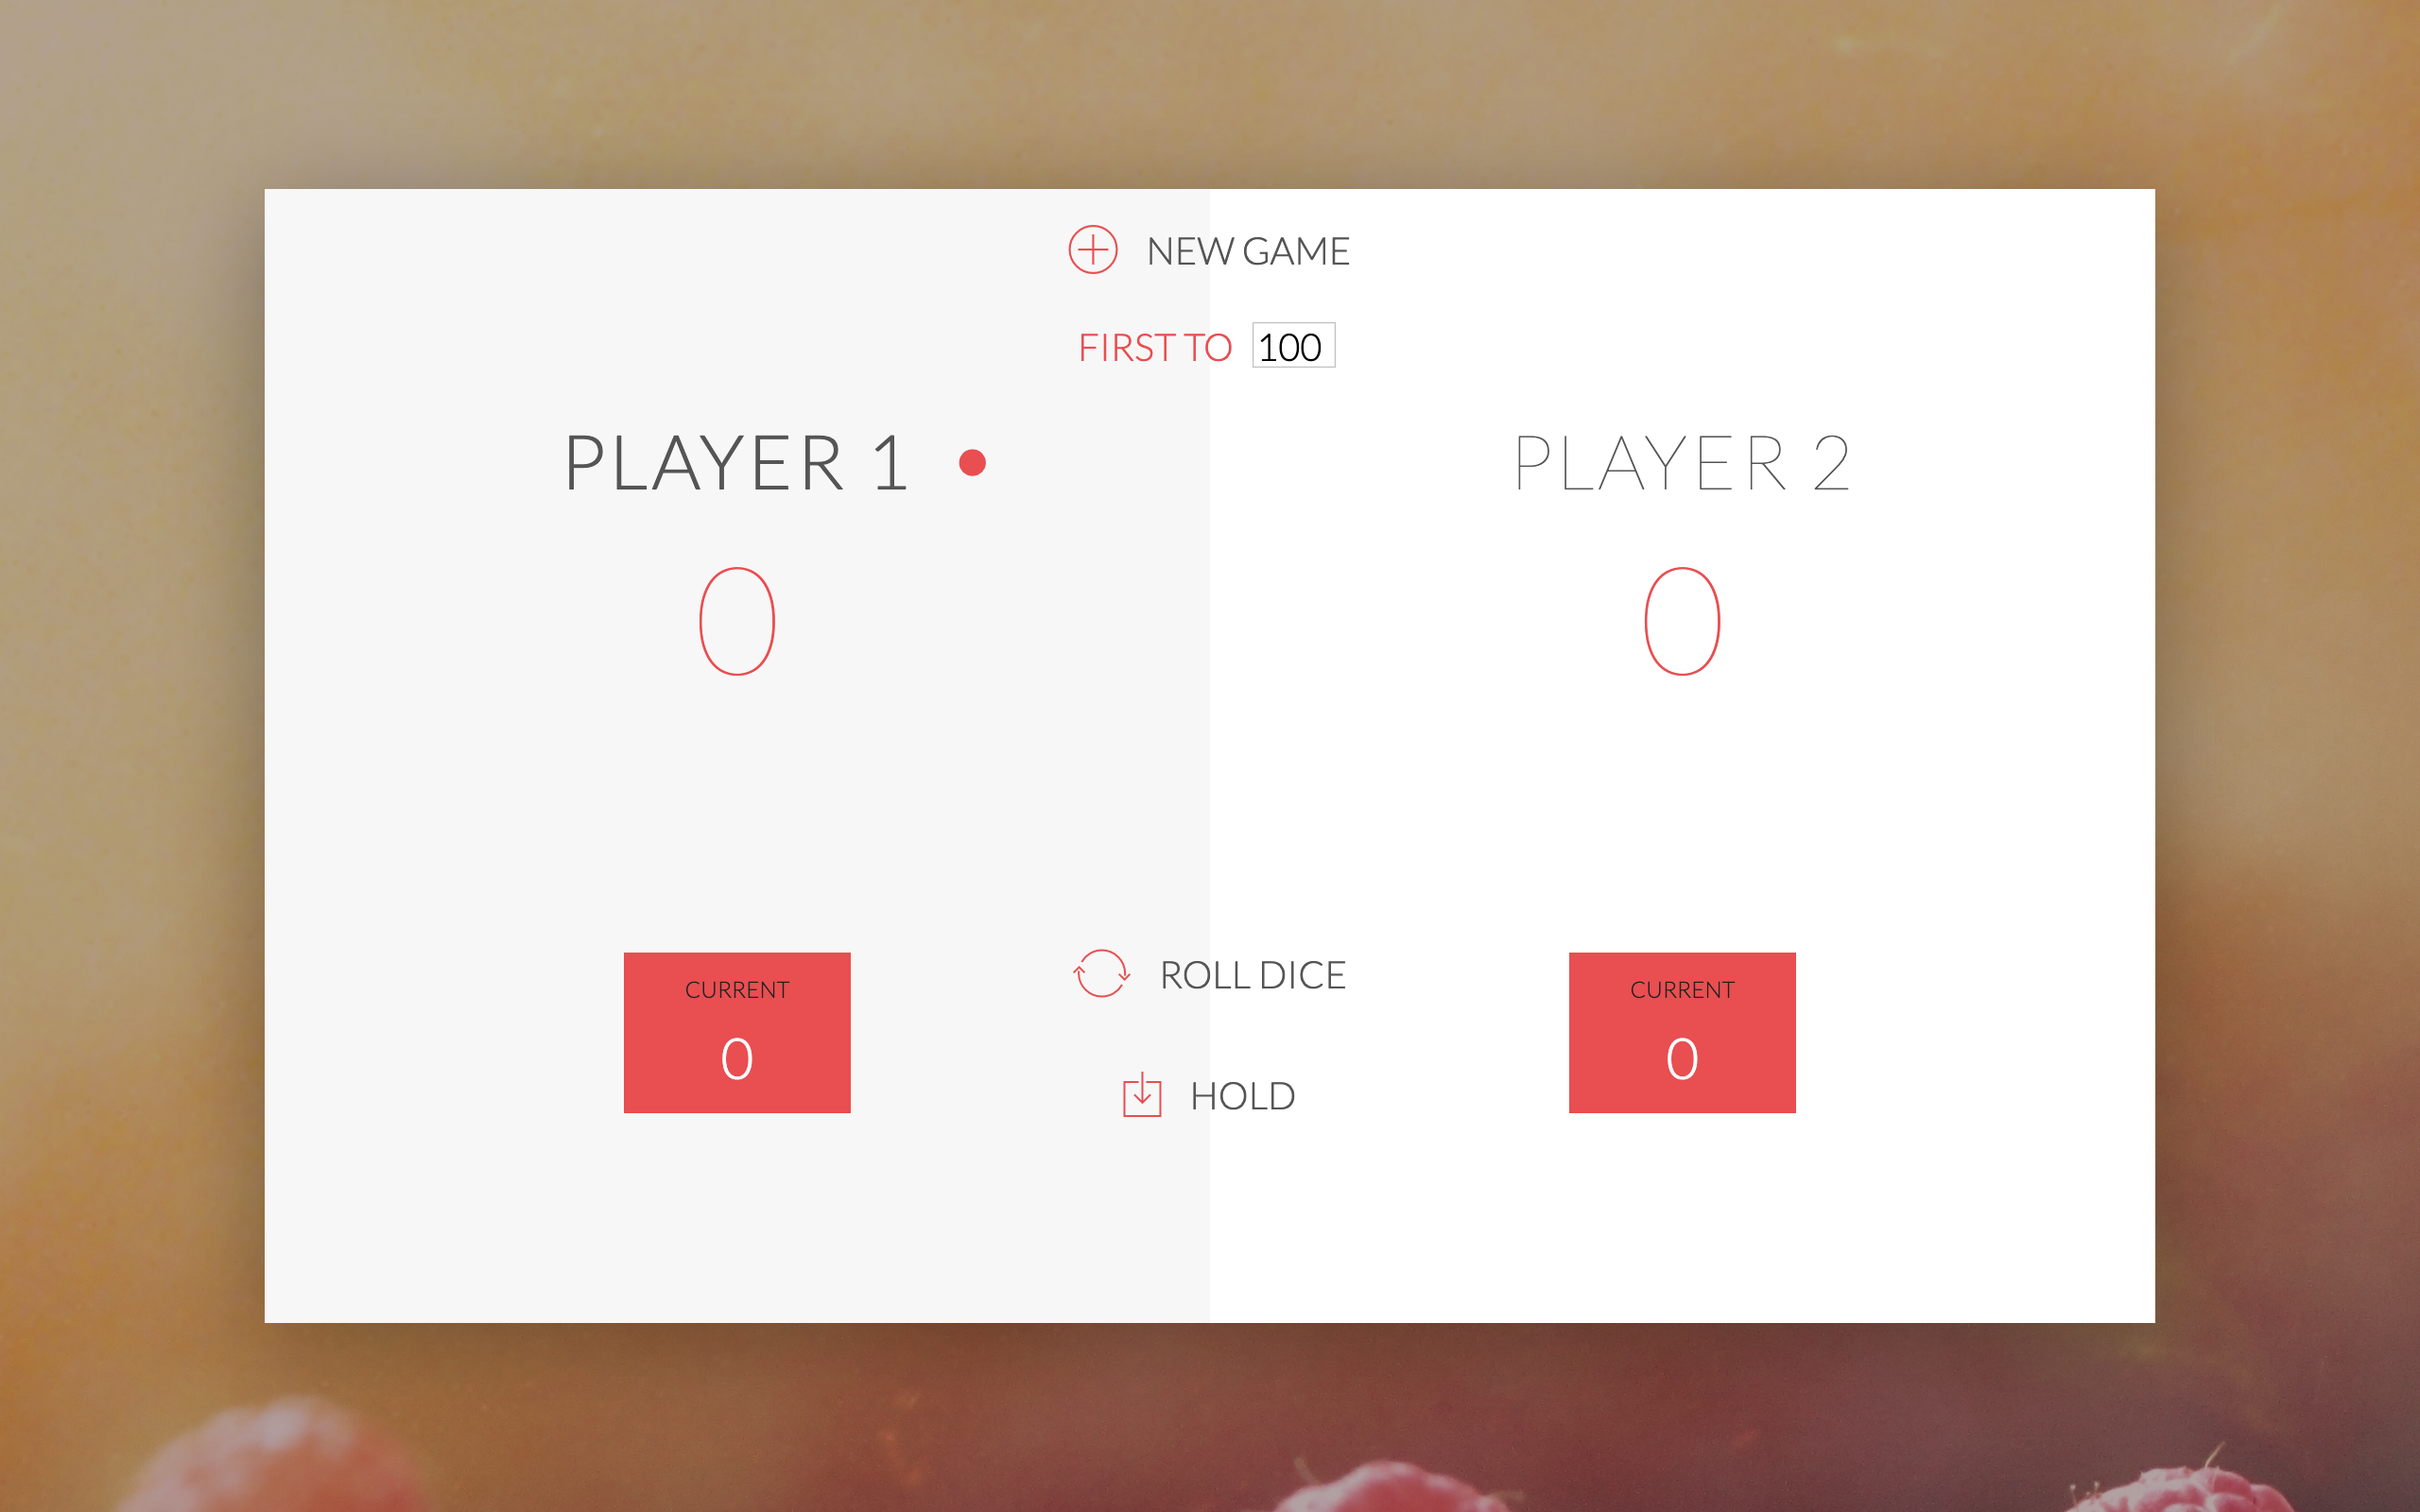 NEW GAME
FIRST TO 100
PLAYER 1
0
CURRENT
0
PLAYER 2
0
CURRENT
0
ROLL DICE
HOLD